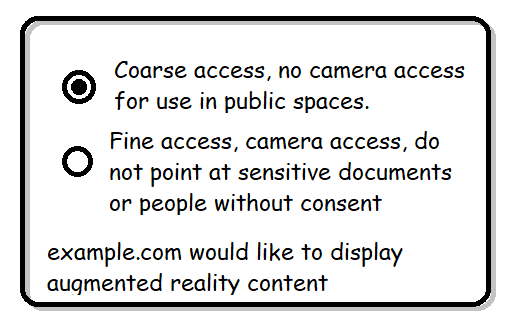 Coarse access, no camera access
for use in public spaces.
Fine access, camera access, do
not point at sensitive documents
or people without consent
example.com would like to display
augmented reality content